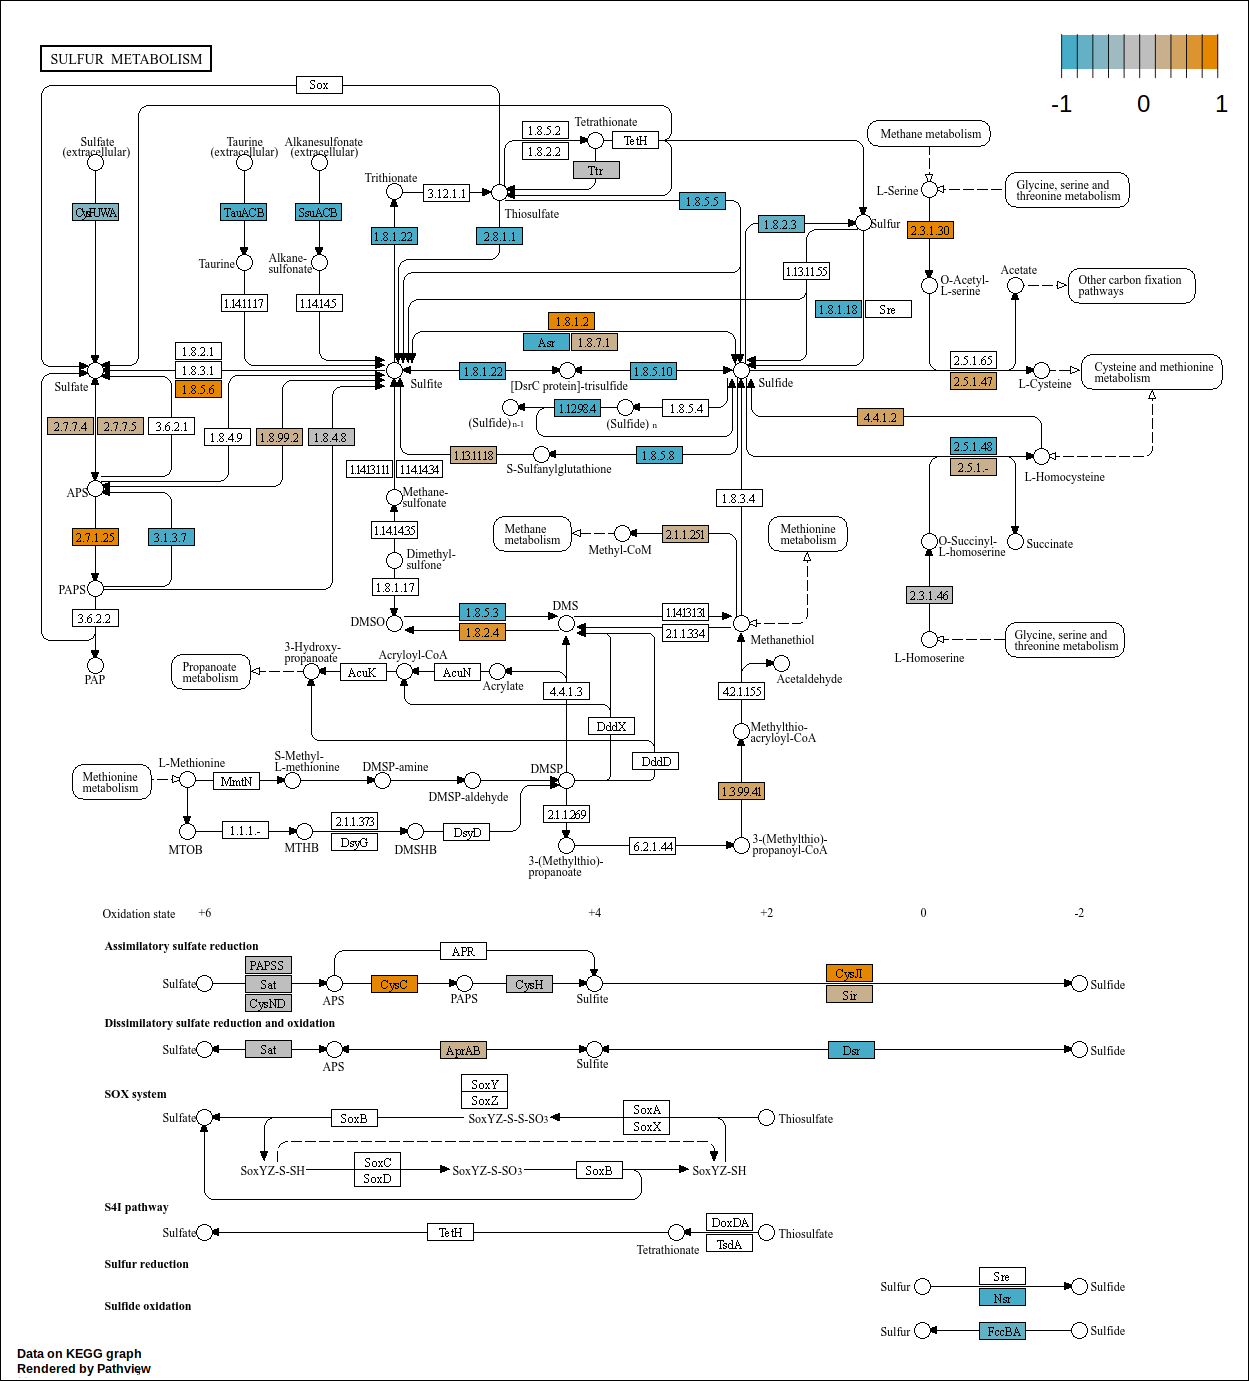 SULFUR METABOLISM
-1 0 1
Sox
Sulfate
(extracellular)
Taurine
(extracellular)
Alkanesulfonate
(extracellular)
Tetrathionate
1.8.5.2
1.8.2.2
TetH
Ttr
Methane metabolism
Trithionate
3.12.1.1
Thiosulfate
1.8.5.5
L-Serine
Glycine, serine and
threonine metabolism
CysPUWA
TauACB
SsuACB
1.8.1.22
2.8.1.1
1.8.2.3
Sulfur
2.3.1.30
Taurine
Alkane-
sulfonate
1.13.11.55
O-Acetyl-
L-serine
Acetate
Other carbon fixation
pathways
1.14.11.17
1.14.14.5
1.8.1.18
Sre
1.8.1.2
Asr
1.8.7.1
1.8.2.1
1.8.3.1
1.8.5.6
Sulfate
Sulfite
1.8.1.22
[DsrC protein]-trisulfide
1.8.5.10
Sulfide
2.5.1.65
2.5.1.47
L-Cysteine
Cysteine and methionine
metabolism
(Sulfide) n-1
1.12.98.4
(Sulfide) n
1.8.5.4
4.4.1.2
2.7.7.4
2.7.7.5
3.6.2.1
1.8.4.9
1.8.99.2
1.8.4.8
1.13.11.18
S-Sulfanylglutathione
1.8.5.8
2.5.1.48
2.5.1.-
L-Homocysteine
1.14.13.111
1.14.14.34
APS
Methane-
sulfonate
1.8.3.4
2.7.1.25
3.1.3.7
1.14.14.35
Methane
metabolism
Methyl-CoM
2.1.1.251
Methionine
metabolism
O-Succinyl-
L-homoserine
Succinate
Dimethyl-
sulfone
PAPS
1.8.1.17
2.3.1.46
3.6.2.2
DMSO
1.8.5.3
1.8.2.4
DMS
1.14.13.131
2.1.1.334
Methanethiol
L-Homoserine
Glycine, serine and
threonine metabolism
PAP
Propanoate
metabolism
3-Hydroxy-
propanoate
AcuK
Acryloyl-CoA
AcuN
Acrylate
4.4.1.3
Acetaldehyde
4.2.1.155
DddX
Methylthio-
acryloyl-CoA
DddD
Methionine
metabolism
L-Methionine
MmtN
S-Methyl-
L-methionine
DMSP-amine
DMSP-aldehyde
DMSP
1.3.99.41
2.1.1.269
MTOB
1.1.1.-
MTHB
2.1.1.373
DsyG
DMSHB
DsyD
3-(Methylthio)-
propanoate
6.2.1.44
3-(Methylthio)-
propanoyl-CoA
Oxidation state +6 +4 +2 0 -2
Assimilatory sulfate reduction
APR
Sulfate
PAPSS
Sat
CysND
APS
CysC
PAPS
CysH
Sulfite
CysJI
Sir
Sulfide
Dissimilatory sulfate reduction and oxidation
Sulfate
Sat
APS
AprAB
Sulfite
Dsr
Sulfide
SOX system
SoxY
SoxZ
Sulfate
SoxB
SoxYZ-S-S-SO3
SoxA
SoxX
Thiosulfate
SoxYZ-S-SH
SoxC
SoxD
SoxYZ-S-SO3
SoxB
SoxYZ-SH
S4I pathway
Sulfate
TetH
Tetrathionate
DoxDA
TsdA
Thiosulfate
Sulfur reduction
Sulfur
Sre
Nsr
Sulfide
Sulfide oxidation
Sulfur
FccBA
Sulfide
Data on KEGG graph
Rendered by Pathview